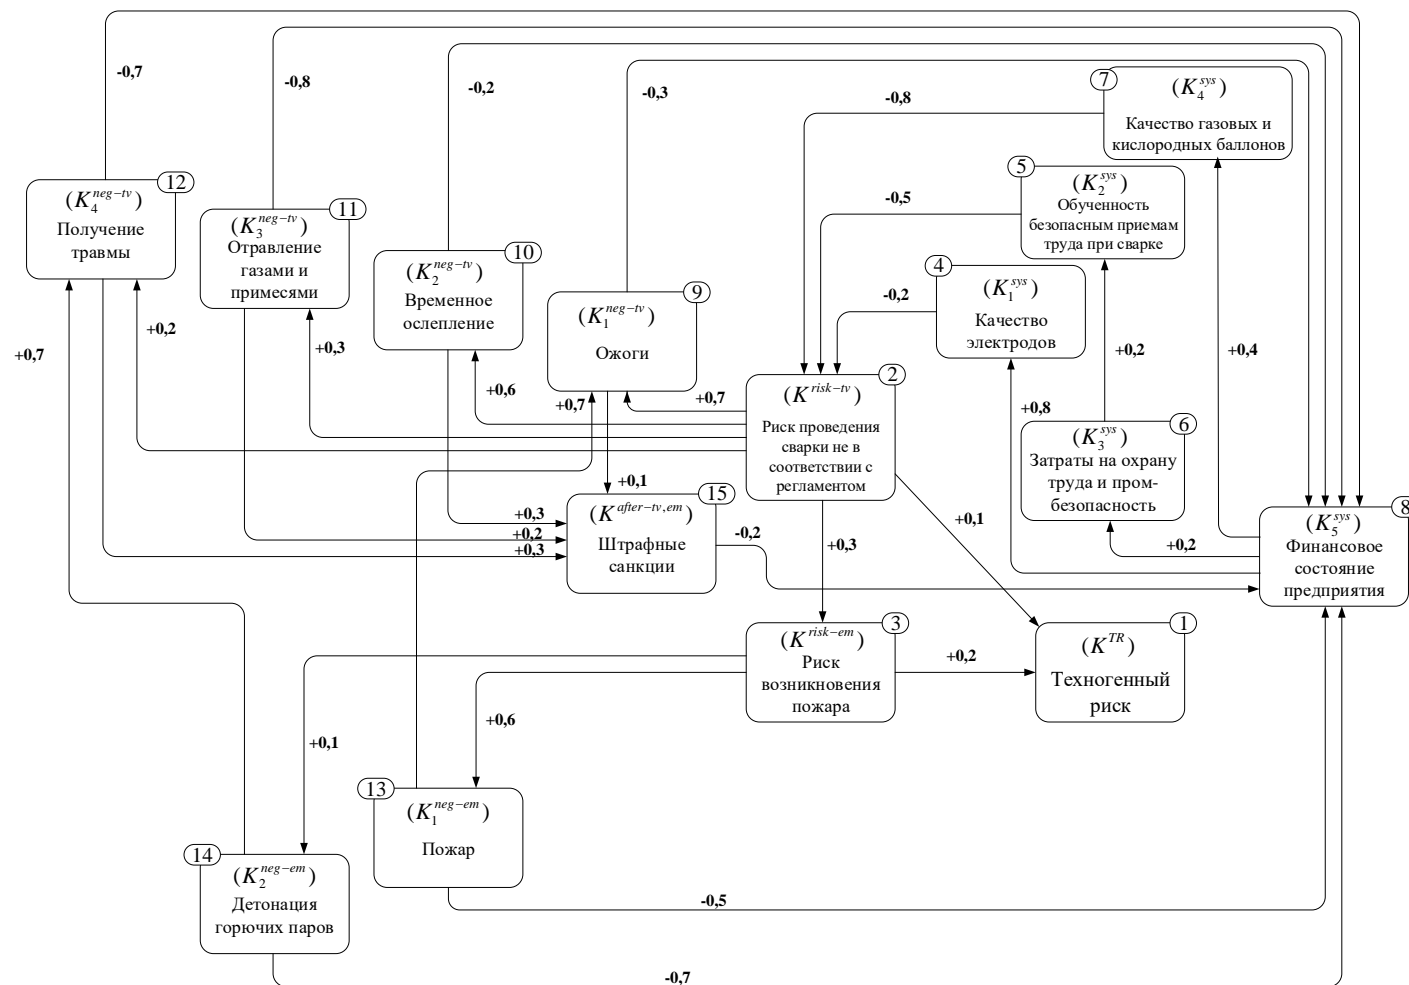 -0,7
-0,8
-0,2
-0,3
-0,8
7
(K_4^{sys})
Качество газовых и
кислородных баллонов
12
(K_4^{neg-tv})
Получение
травмы
11
(K_3^{neg-tv})
Отравление
газами и
примесями
5
(K_2^{sys})
Обученность
безопасным приемам
труда при сварке
-0,5
10
(K_2^{neg-tv})
Временное
ослепление
4
(K_1^{sys})
Качество
электродов
-0,2
9
(K_1^{neg-tv})
Ожоги
+0,7
+0,2
+0,3
+0,6
+0,7
+0,7
+0,2
+0,4
+0,8
2
(K^{risk-tv})
Риск проведения
сварки не в
соответствии с
регламентом
6
(K_3^{sys})
Затраты на охрану
труда и пром-
безопасность
+0,1
15
(K^{after-tv,em})
Штрафные
санкции
+0,3
+0,2
+0,3
-0,2
+0,3
+0,1
+0,2
8
(K_5^{sys})
Финансовое
состояние
предприятия
3
(K^{risk-em})
Риск
возникновения
пожара
+0,2
1
(K^{TR})
Техногенный
риск
+0,1
+0,6
13
(K_1^{neg-em})
Пожар
14
(K_2^{neg-em})
Детонация
горючих паров
-0,5
-0,7